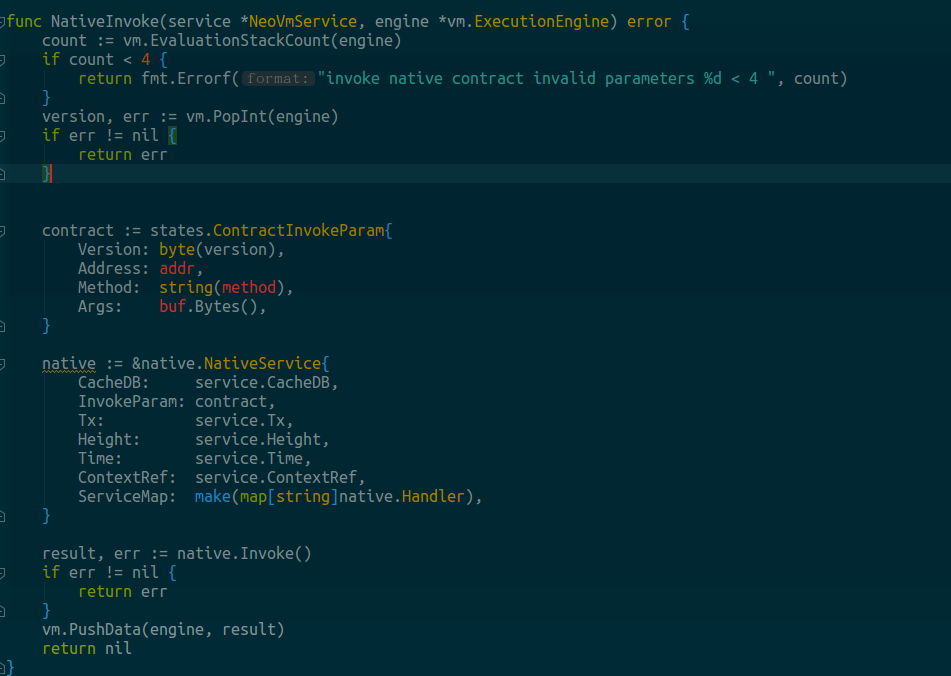 func NativeInvoke(service *NeoVmService, engine *vm.ExecutionEngine) error {
    count := vm.EvaluationStackCount(engine)
    if count < 4 {
        return fmt.Errorf( format: "invoke native contract invalid parameters %d < 4 ", count)
    }
    version, err := vm.PopInt(engine)
    if err != nil {
        return err
    }
    contract := states.ContractInvokeParam{
        Version: byte(version),
        Address: addr,
        Method:  string(method),
        Args:    buf.Bytes(),
    }
    native := &native.NativeService{
        CacheDB:     service.CacheDB,
        InvokeParam: contract,
        Tx:          service.Tx,
        Height:      service.Height,
        Time:        service.Time,
        ContextRef:  service.ContextRef,
        ServiceMap:  make(map[string]native.Handler),
    }
    result, err := native.Invoke()
    if err != nil {
        return err
    }
    vm.PushData(engine, result)
    return nil
}